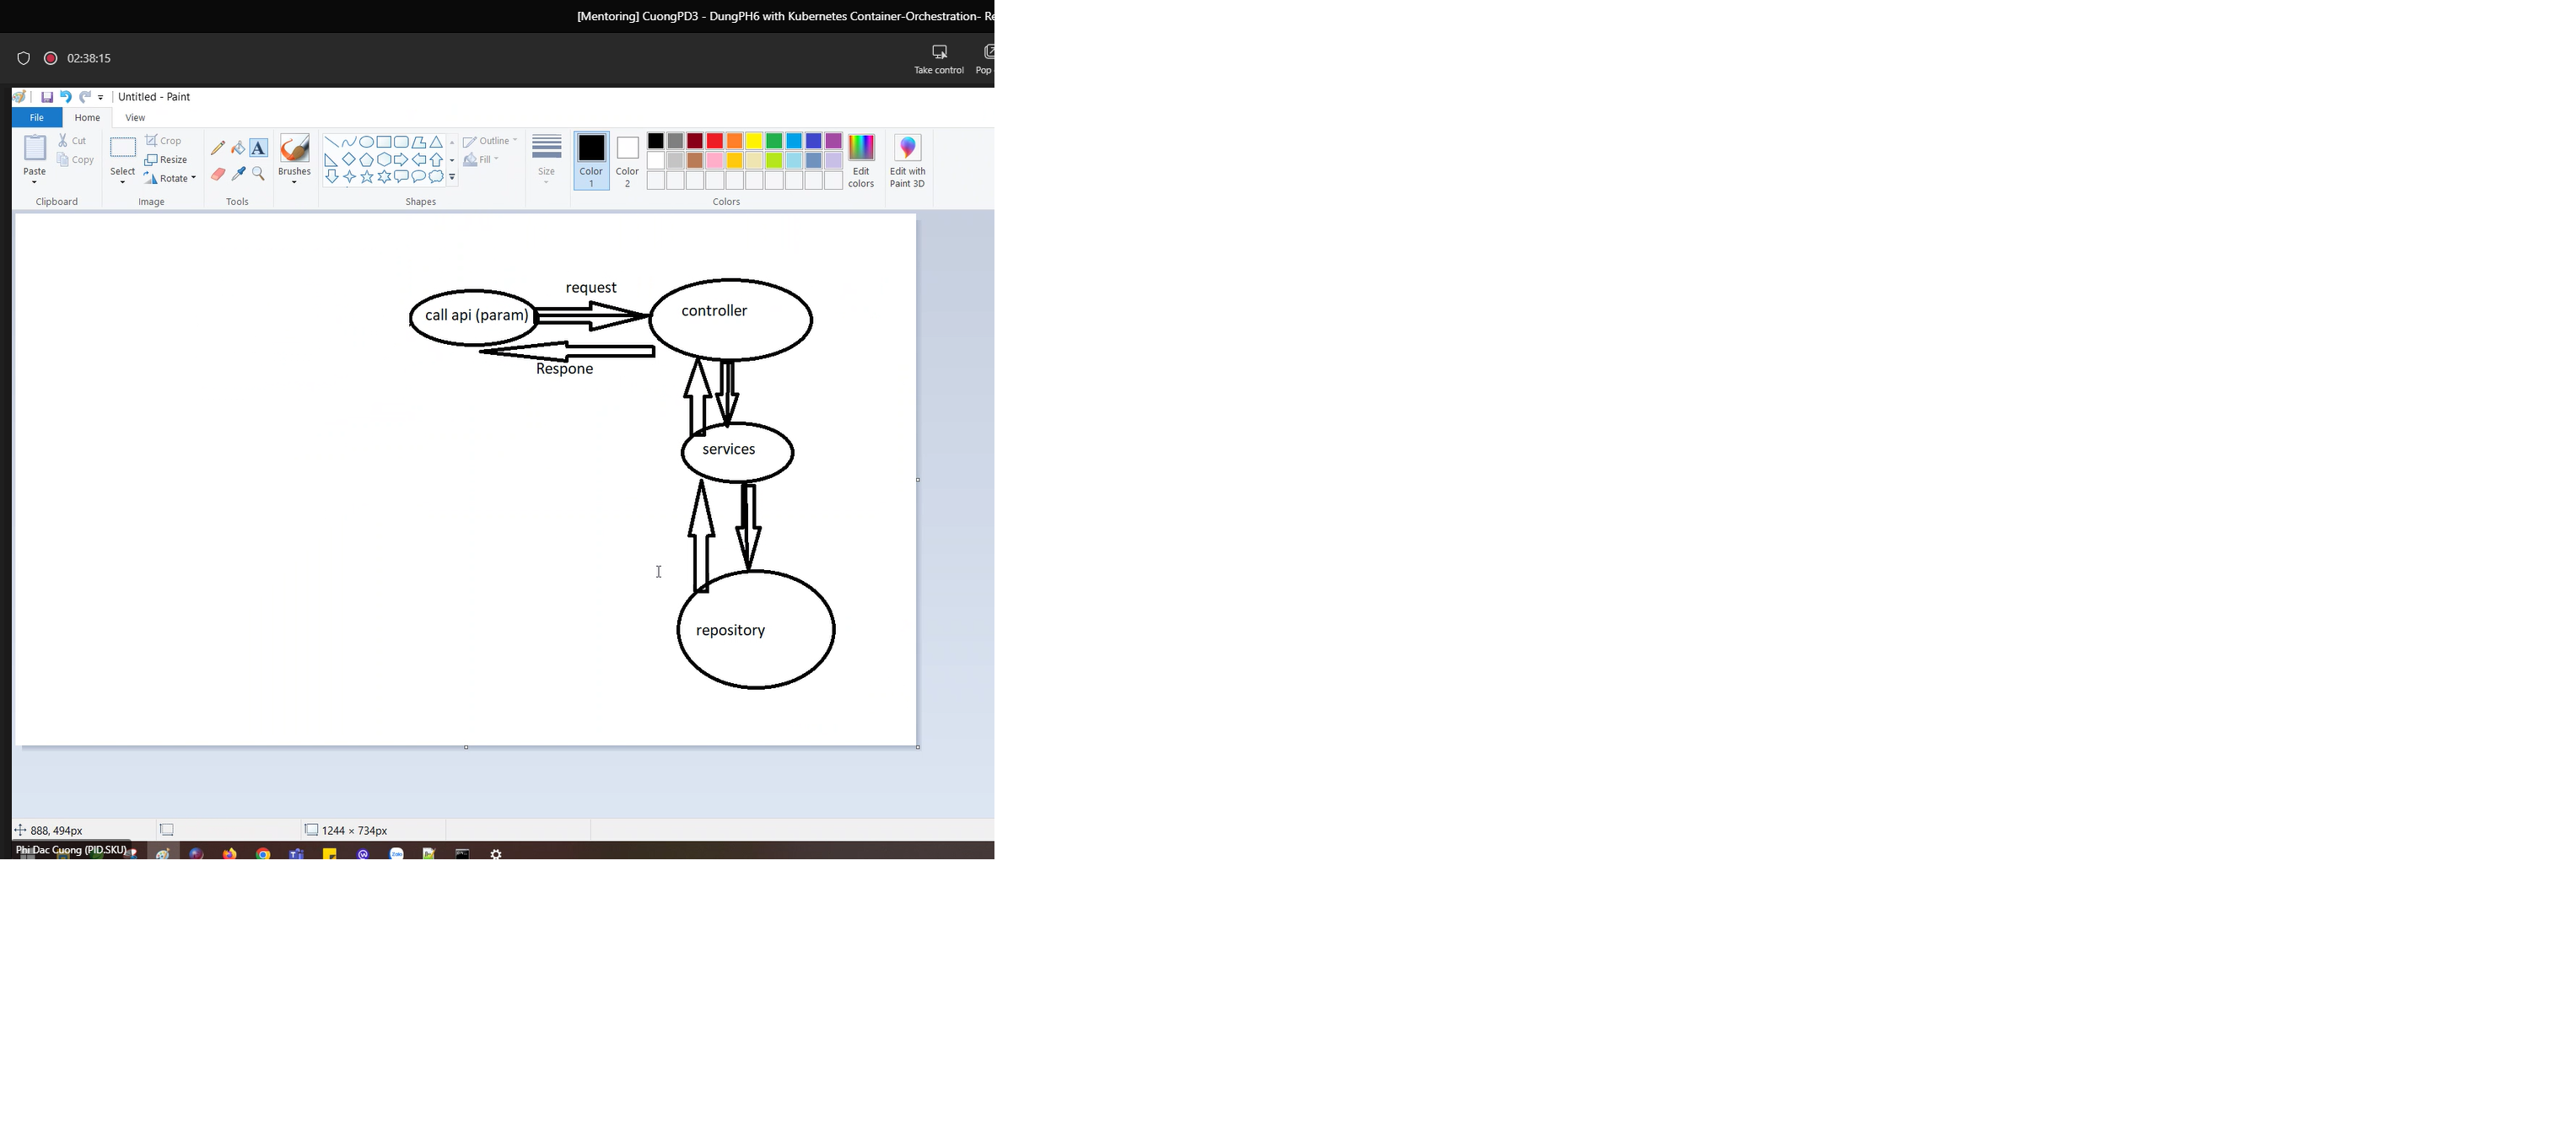 [Mentoring] CuongPD3 - DungPH6 with Kubernetes Container-Orchestration- Re
02:38:15
Take control
Pop
Untitled - Paint
File
Home
View
Paste
Cut
Copy
Clipboard
Select
Crop
Resize
Rotate
Image
A
Tools
Brushes
Outline
Fill
Shapes
Size
Color
1
Color
2
Edit
colors
Colors
Edit with
Paint 3D
request
call api (param)
controller
Respone
services
repository
888, 494px
1244 × 734px
Phi Dac Cuong (PID.SKU)
Zalo